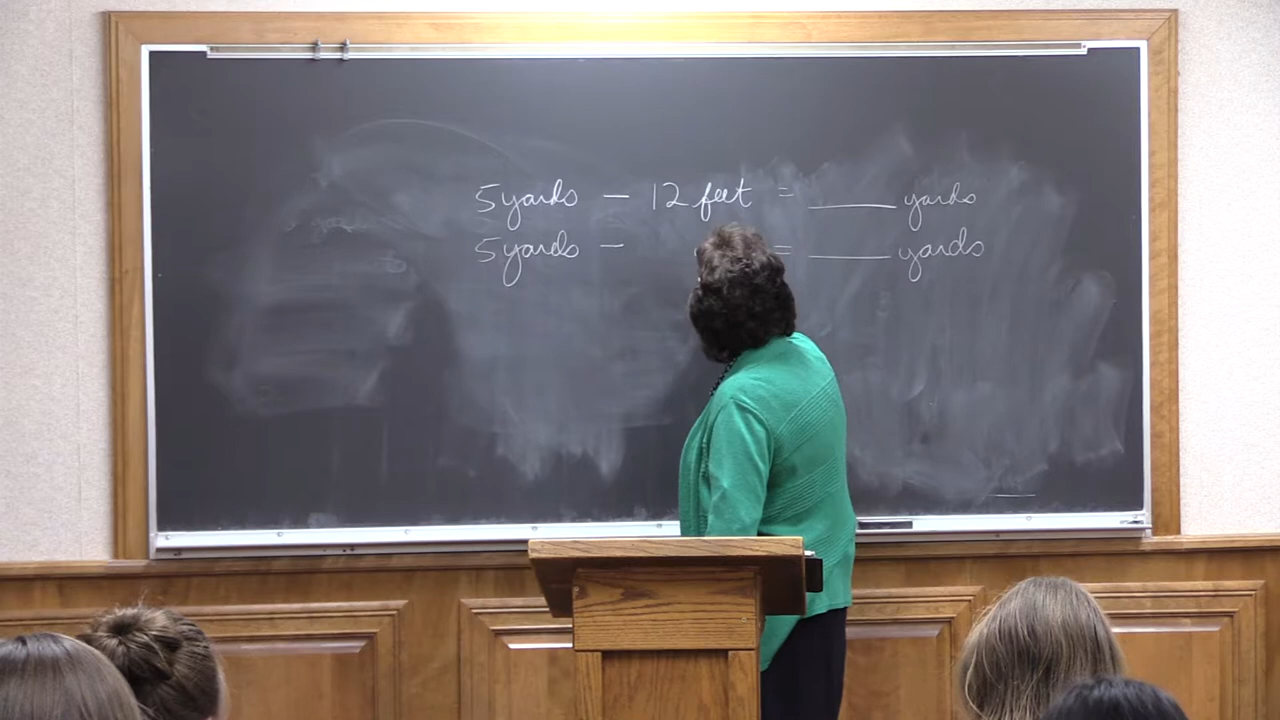 5 yards — 12 feet = ____ yards
5 yards — = ____ yards